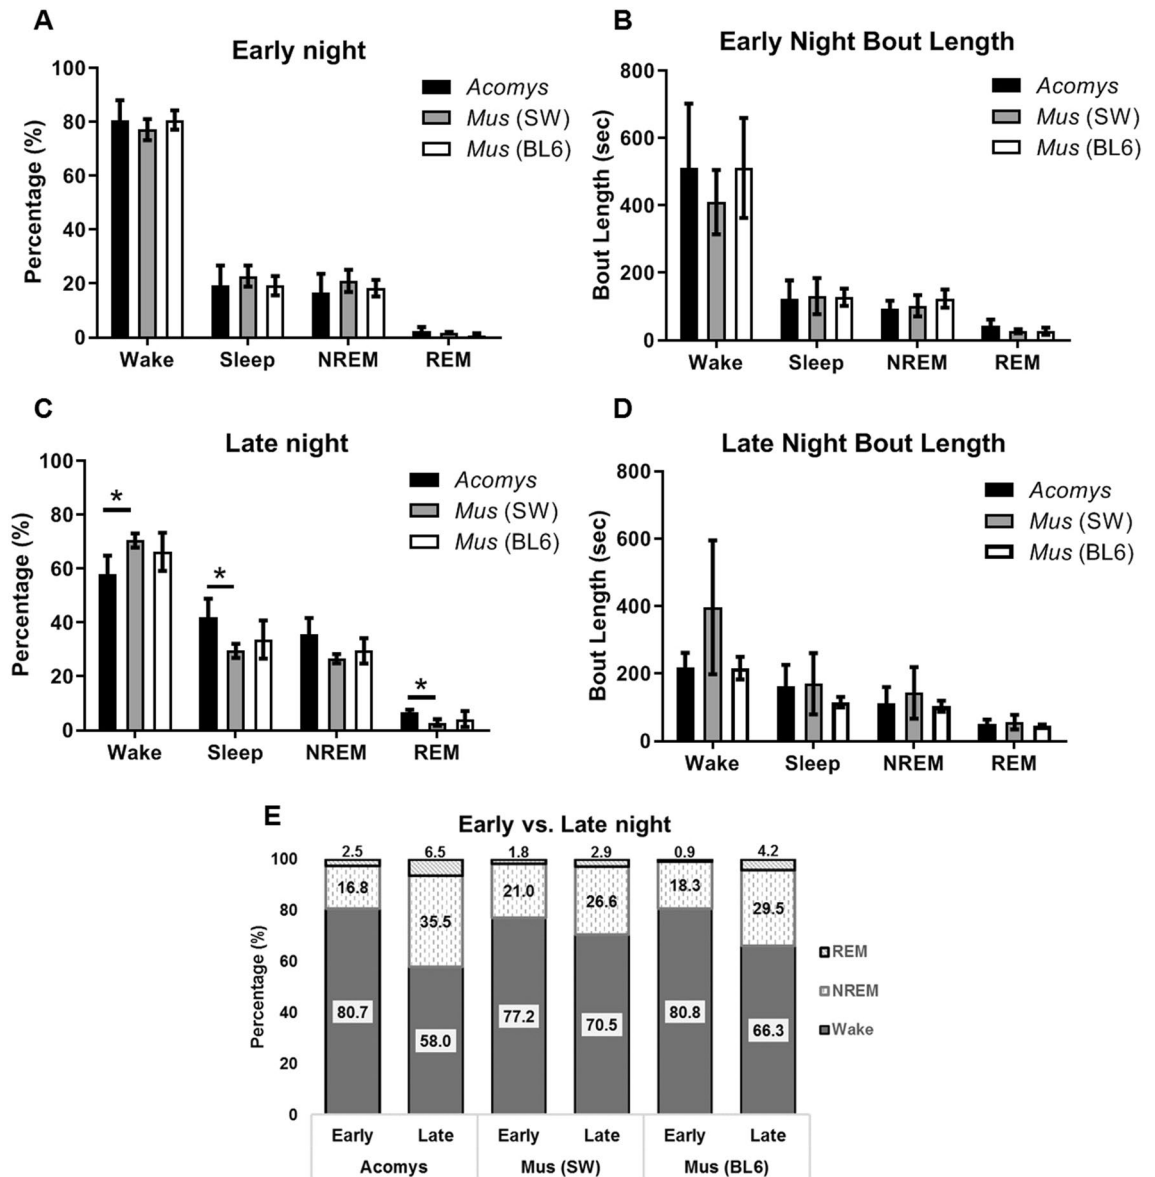 A
Early night
100
80
60
40
20
0
Percentage (%)
Acomys
Mus (SW)
Mus (BL6)
Wake Sleep NREM REM
B
Early Night Bout Length
800
600
400
200
0
Bout Length (sec)
Acomys
Mus (SW)
Mus (BL6)
Wake Sleep NREM REM
C
Late night
100
80
60
40
20
0
Percentage (%)
* * *
Acomys
Mus (SW)
Mus (BL6)
Wake Sleep NREM REM
D
Late Night Bout Length
800
600
400
200
0
Bout Length (sec)
Acomys
Mus (SW)
Mus (BL6)
Wake Sleep NREM REM
E
Early vs. Late night
100
80
60
40
20
0
Percentage (%)
2.5 6.5 1.8 2.9 0.9 4.2
16.8 35.5 21.0 26.6 18.3 29.5
80.7 58.0 77.2 70.5 80.8 66.3
REM
NREM
Wake
Early Late Early Late Early Late
Acomys Mus (SW) Mus (BL6)